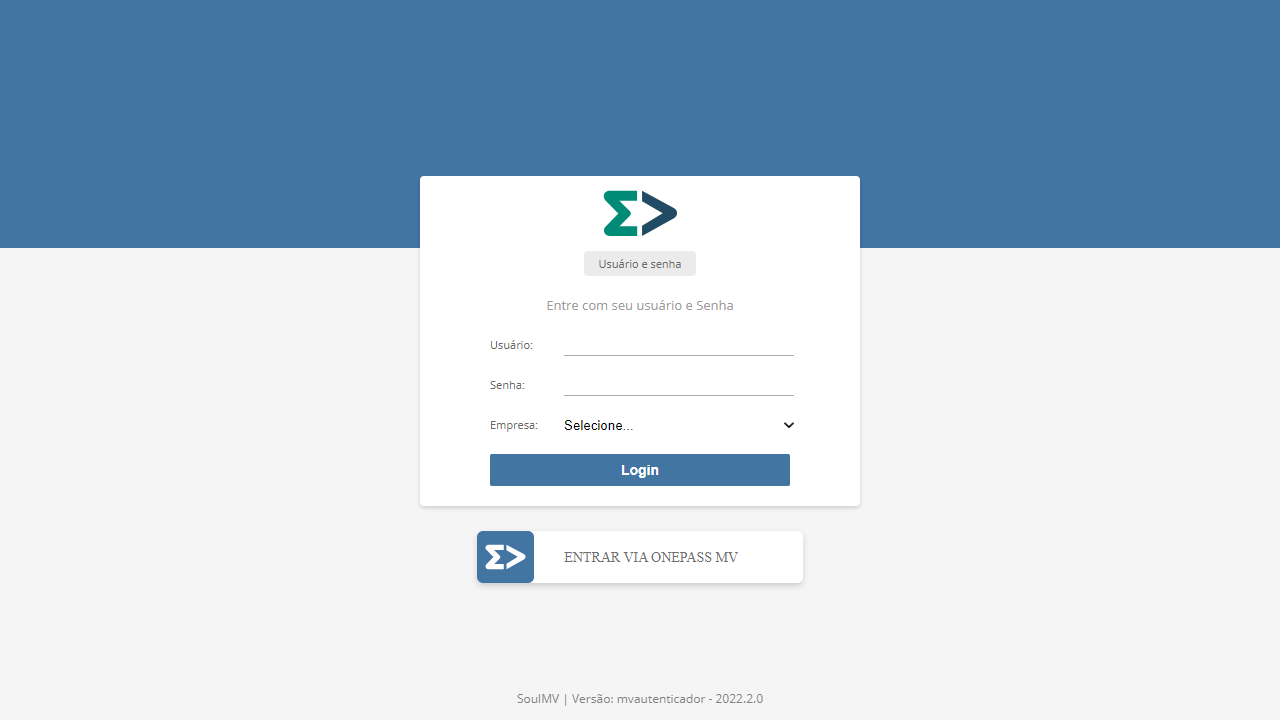 Usuário e senha
Entre com seu usuário e Senha
Usuário:
Senha:
Empresa: Selecione...
Login
ENTRAR VIA ONEPASS MV
SoulMV | Versão: mvautenticador - 2022.2.0